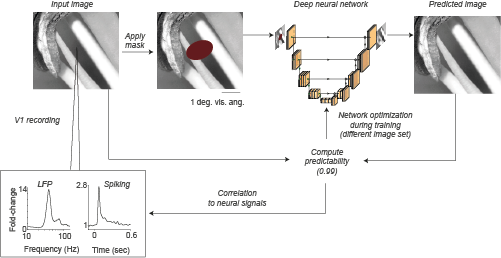 Input image
Deep neural network
Predicted image
Apply
mask
1 deg. vis. ang.
V1 recording
Network optimization
during training
(different image set)
Compute
predictability
(0.99)
Correlation
to neural signals
LFP
Spiking
Fold-change
14
0
10
100
Frequency (Hz)
2.8
1
0
0.6
Time (sec)